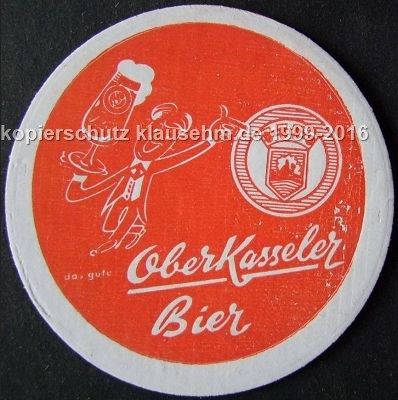 kopierschutz klausehm.de 1999-2016
das gute
OberKasseler
Bier